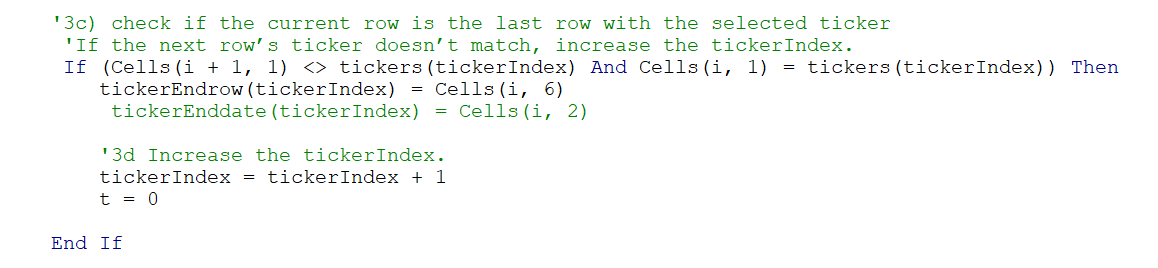 '3c) check if the current row is the last row with the selected ticker
'If the next row’s ticker doesn’t match, increase the tickerIndex.
If (Cells(i + 1, 1) <> tickers(tickerIndex) And Cells(i, 1) = tickers(tickerIndex)) Then
tickerEndrow(tickerIndex) = Cells(i, 6)
tickerEnddate(tickerIndex) = Cells(i, 2)
'3d Increase the tickerIndex.
tickerIndex = tickerIndex + 1
t = 0
End If